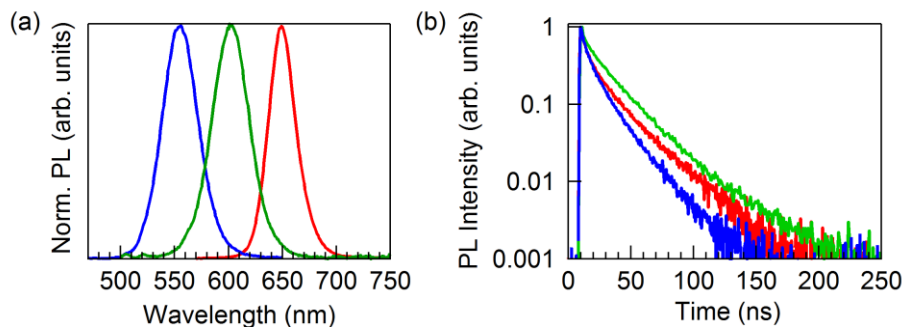 (a)
Norm. PL (arb. units)
500 550 600 650 700 750
Wavelength (nm)
(b)
PL Intensity (arb. units)
1
0.1
0.01
0.001
0 50 100 150 200 250
Time (ns)